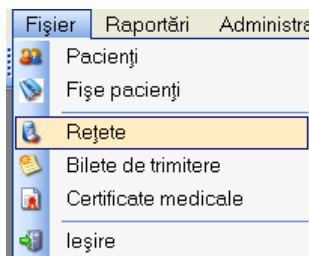 Fişier Raportări Administra
Pacienţi
Fişe pacienţi
Reţete
Bilete de trimitere
Certificate medicale
Ieşire